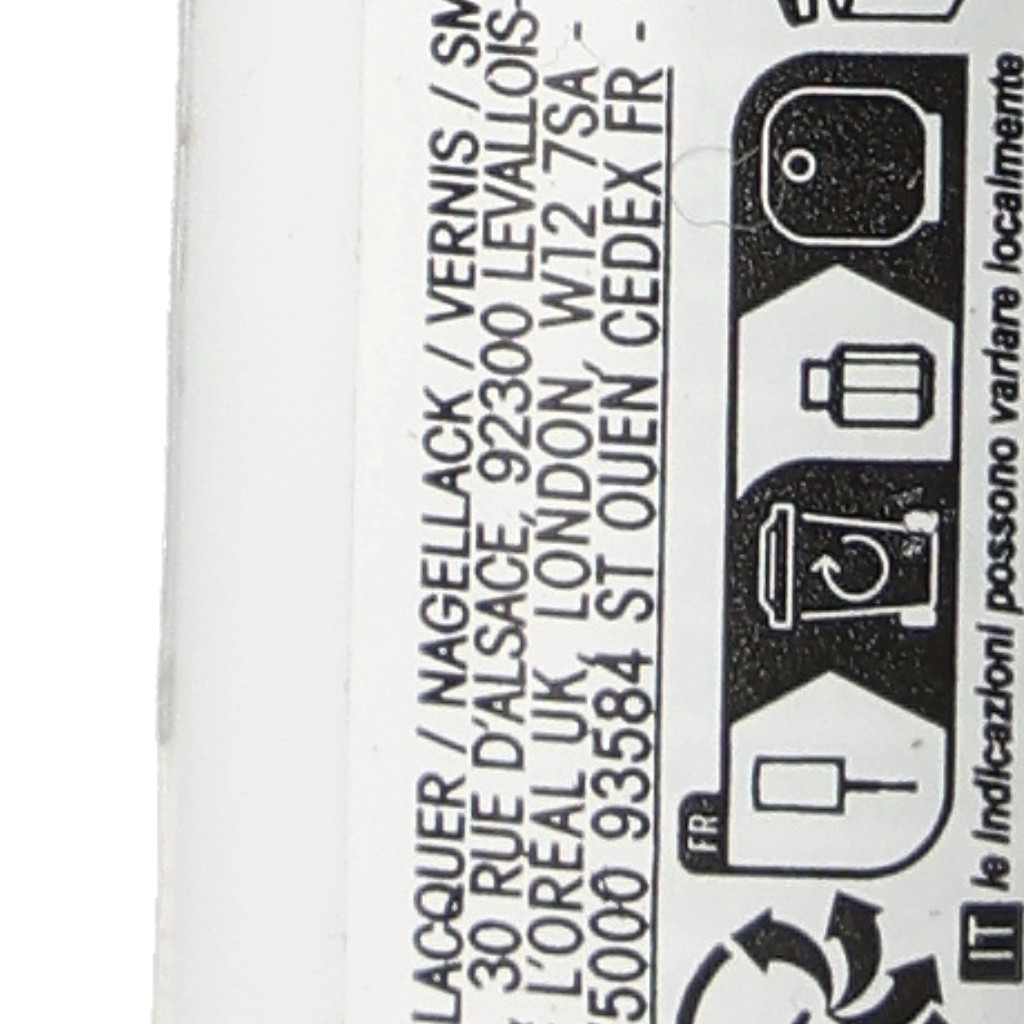 LACQUER / NAGELLACK / VERNIS / SM
30 RUE D'ALSACE, 92300 LEVALLOIS-
L'ORÉAL UK, LONDON W12 7SA -
5000 93584 ST OUEN CEDEX FR -
FR
IT le indicazioni possono variare localmente